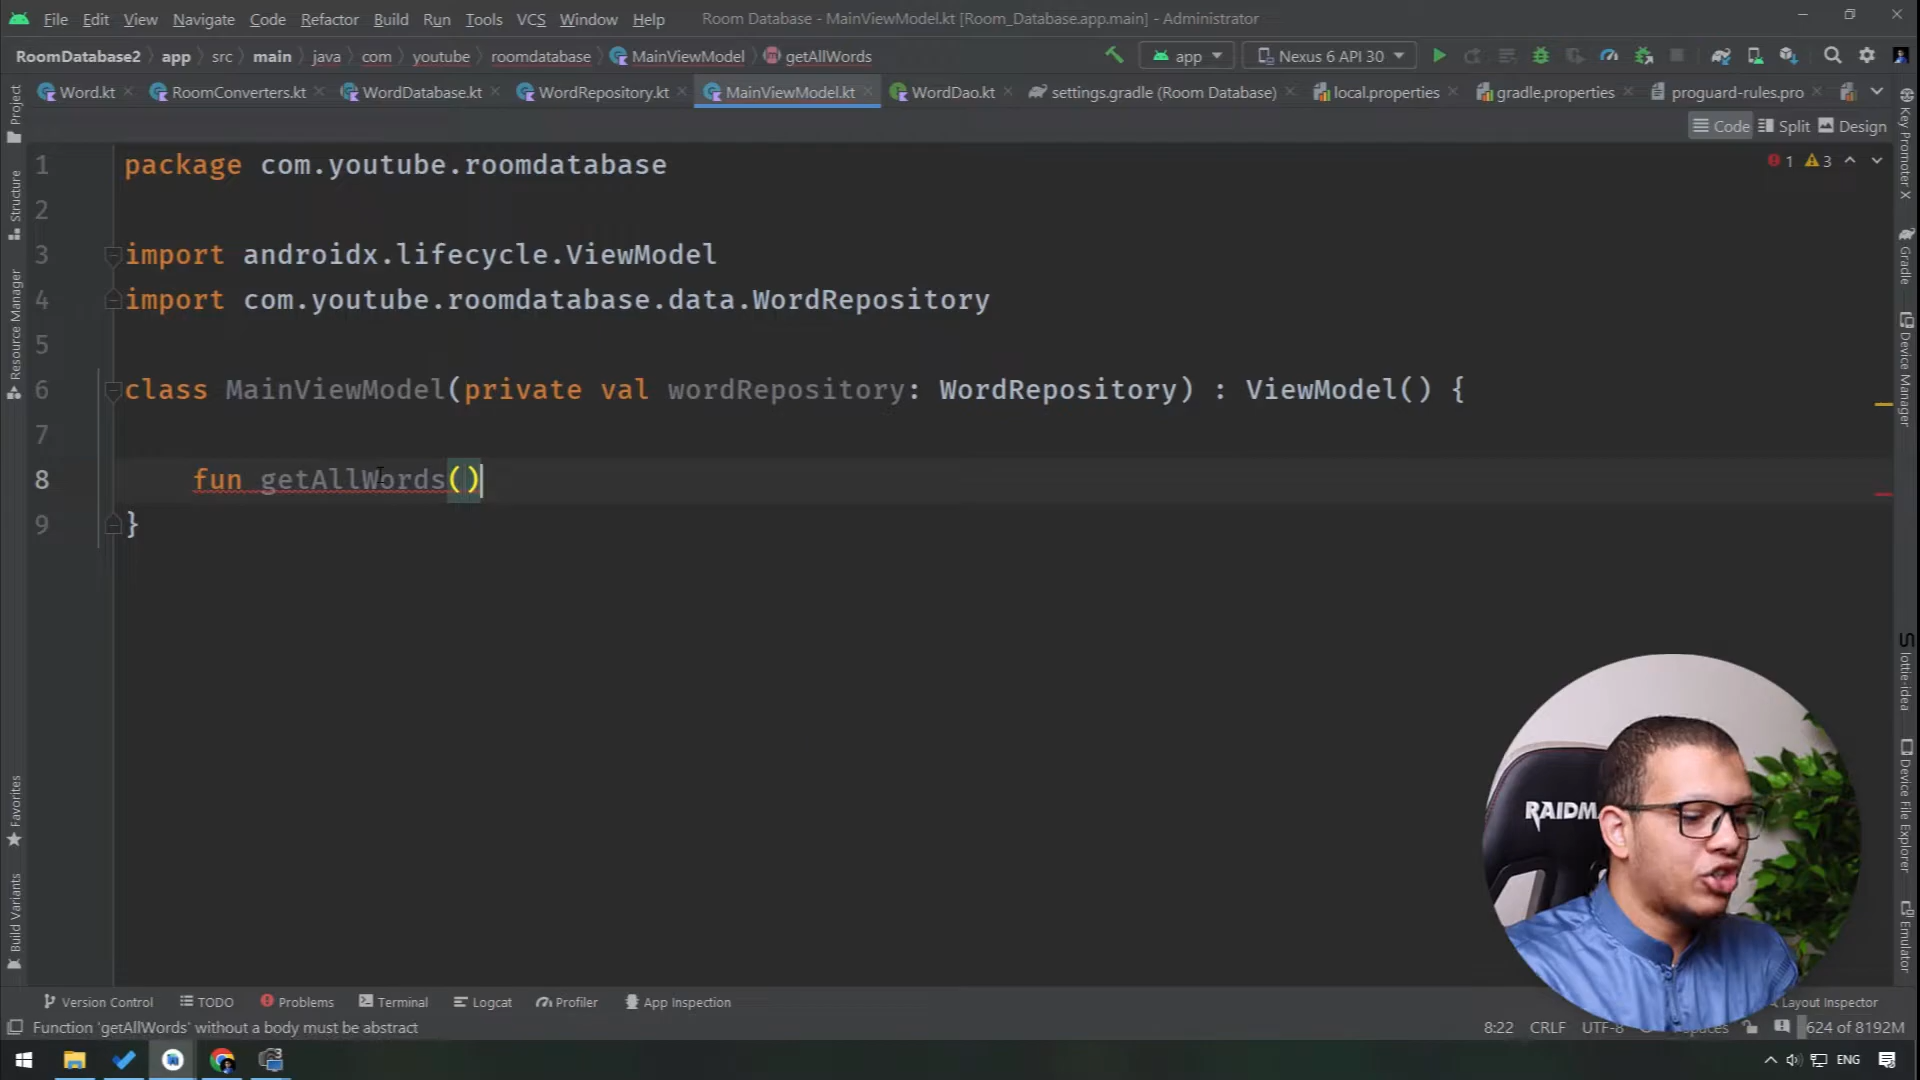 File Edit View Navigate Code Refactor Build Run Tools VCS Window Help Room Database - MainViewModel.kt [Room_Database.app.main] - Administrator
RoomDatabase2 app src main java com youtube roomdatabase MainViewModel getAllWords app Nexus 6 API 30
Word.kt RoomConverters.kt WordDatabase.kt WordRepository.kt MainViewModel.kt WordDao.kt settings.gradle (Room Database) local.properties gradle.properties proguard-rules.pro
Code Split Design
1 package com.youtube.roomdatabase 1 3
2
3 import androidx.lifecycle.ViewModel
4 import com.youtube.roomdatabase.data.WordRepository
5
6 class MainViewModel(private val wordRepository: WordRepository) : ViewModel() {
7
8 fun getAllWords()
9 }
Project
Structure
Resource Manager
Favorites
Build Variants
Key Promoter X
Gradle
Device Manager
lottie-idea
Device File Explorer
Emulator
RAIDM
Version Control TODO Problems Terminal Logcat Profiler App Inspection Layout Inspector
Function 'getAllWords' without a body must be abstract 8:22 CRLF UTF-8 624 of 8192M
ENG